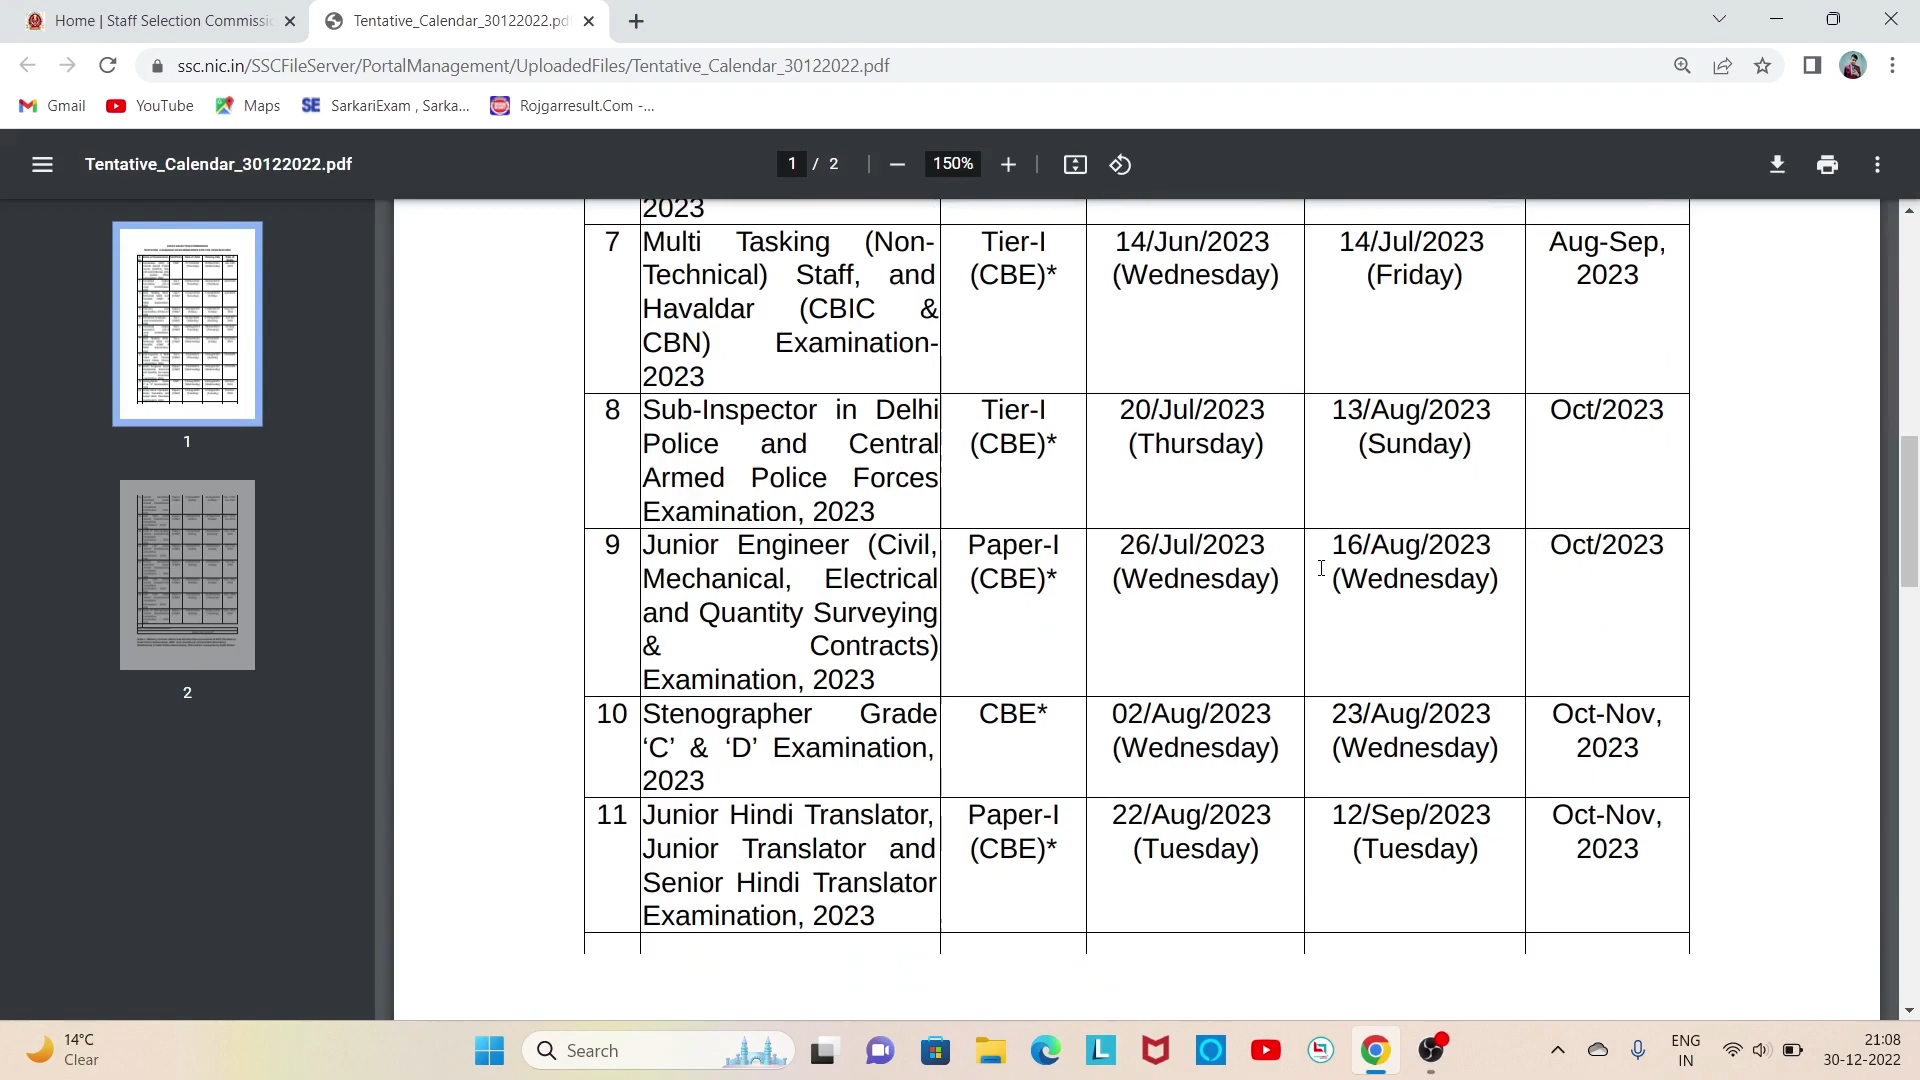 Home | Staff Selection Commissic
Tentative_Calendar_30122022.pd
ssc.nic.in/SSCFileServer/PortalManagement/UploadedFiles/Tentative_Calendar_30122022.pdf
Gmail
YouTube
Maps
SE
SarkariExam , Sarka...
Rojgarresult.Com -...
Tentative_Calendar_30122022.pdf
1 / 2
150%
2023
7
Multi Tasking (Non-
Technical) Staff, and
Havaldar (CBIC &
CBN) Examination-
2023
Tier-I
(CBE)*
14/Jun/2023
(Wednesday)
14/Jul/2023
(Friday)
Aug-Sep,
2023
8
Sub-Inspector in Delhi
Police and Central
Armed Police Forces
Examination, 2023
Tier-I
(CBE)*
20/Jul/2023
(Thursday)
13/Aug/2023
(Sunday)
Oct/2023
9
Junior Engineer (Civil,
Mechanical, Electrical
and Quantity Surveying
& Contracts)
Examination, 2023
Paper-I
(CBE)*
26/Jul/2023
(Wednesday)
16/Aug/2023
(Wednesday)
Oct/2023
10
Stenographer Grade
‘C’ & ‘D’ Examination,
2023
CBE*
02/Aug/2023
(Wednesday)
23/Aug/2023
(Wednesday)
Oct-Nov,
2023
11
Junior Hindi Translator,
Junior Translator and
Senior Hindi Translator
Examination, 2023
Paper-I
(CBE)*
22/Aug/2023
(Tuesday)
12/Sep/2023
(Tuesday)
Oct-Nov,
2023
1
2
14°C
Clear
Search
L
ENG
IN
21:08
30-12-2022